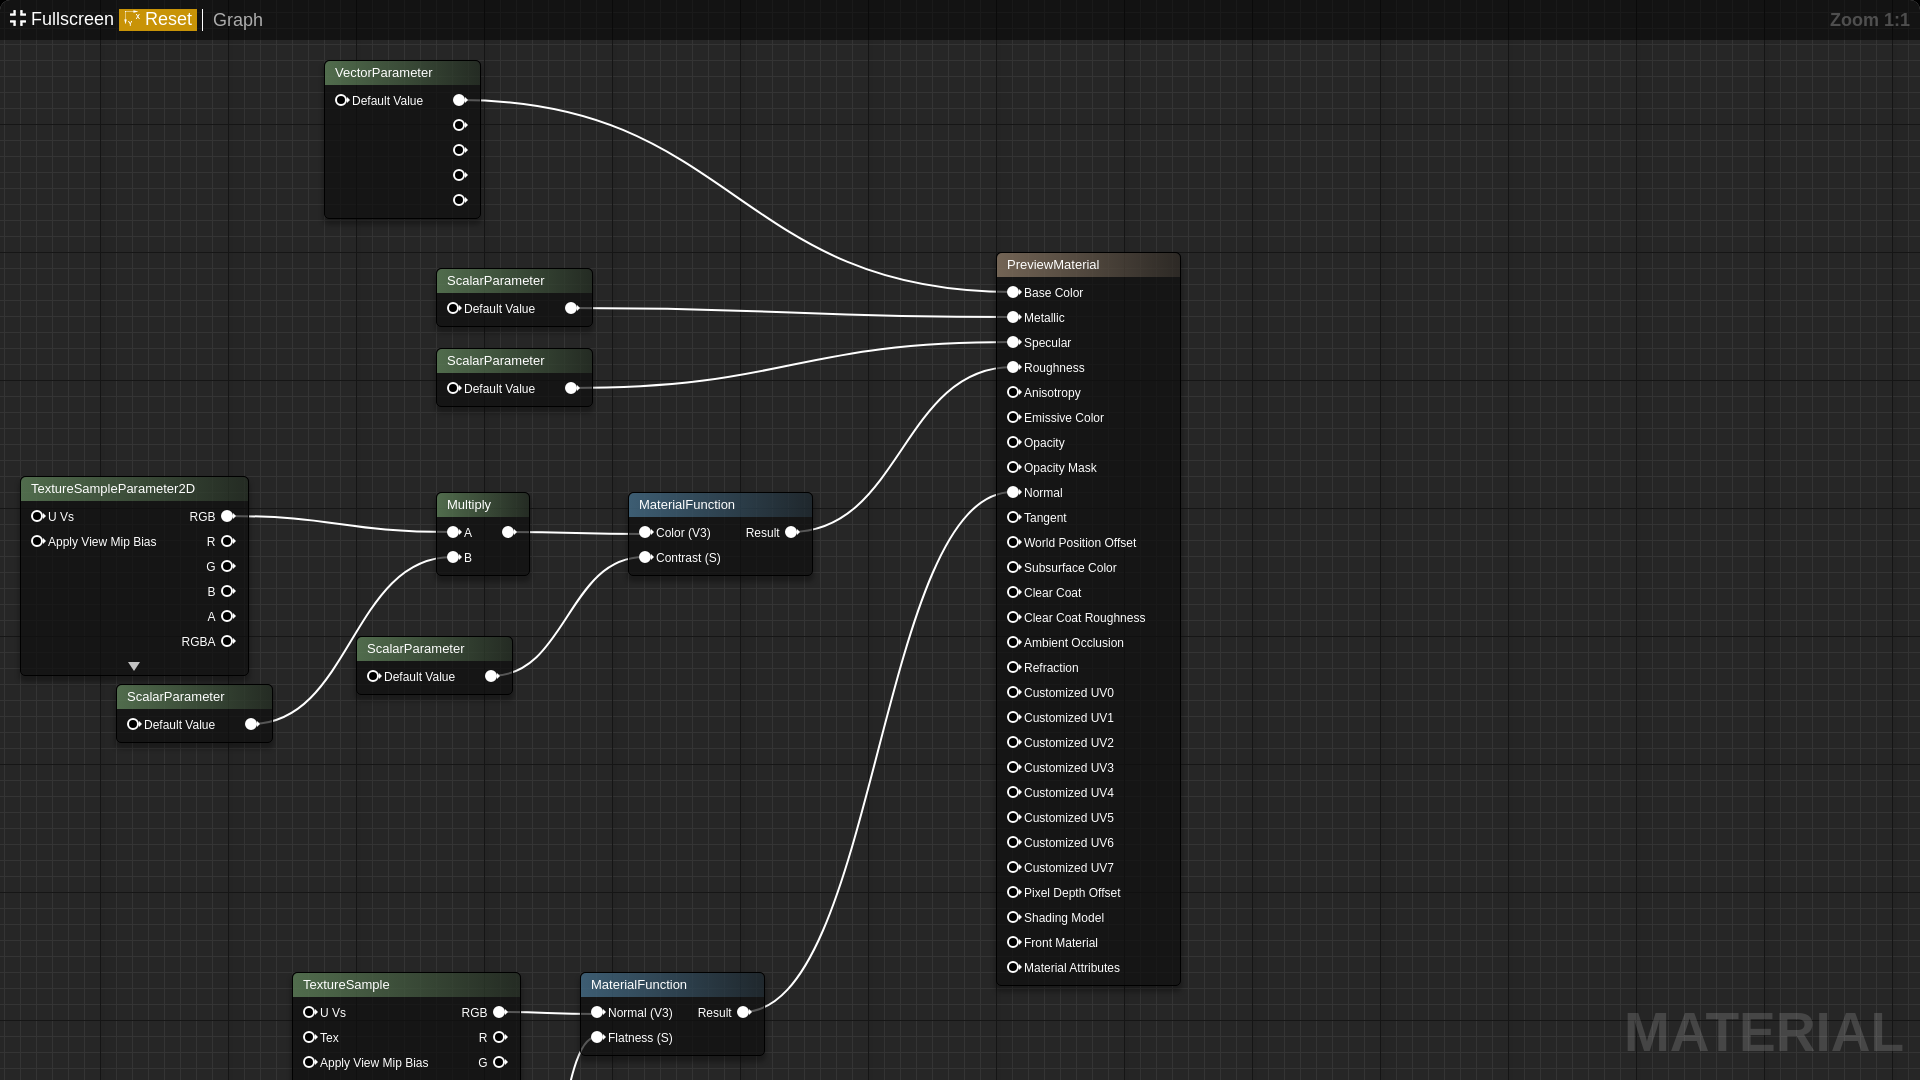 Fullscreen Reset Graph
Zoom 1:1
VectorParameter
Default Value
ScalarParameter
Default Value
ScalarParameter
Default Value
TextureSampleParameter2D
U Vs RGB
Apply View Mip Bias R
G
B
A
RGBA
ScalarParameter
Default Value
Multiply
A
B
ScalarParameter
Default Value
MaterialFunction
Color (V3) Result
Contrast (S)
TextureSample
U Vs RGB
Tex R
Apply View Mip Bias G
MaterialFunction
Normal (V3) Result
Flatness (S)
PreviewMaterial
Base Color
Metallic
Specular
Roughness
Anisotropy
Emissive Color
Opacity
Opacity Mask
Normal
Tangent
World Position Offset
Subsurface Color
Clear Coat
Clear Coat Roughness
Ambient Occlusion
Refraction
Customized UV0
Customized UV1
Customized UV2
Customized UV3
Customized UV4
Customized UV5
Customized UV6
Customized UV7
Pixel Depth Offset
Shading Model
Front Material
Material Attributes
MATERIAL